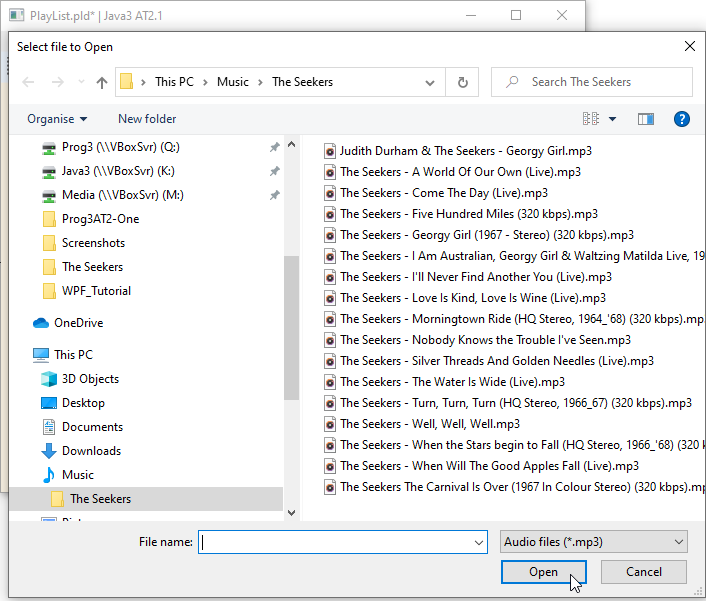 PlayList.pld* | Java3 AT2.1
Select file to Open
This PC > Music > The Seekers
Search The Seekers
Organise
New folder
Prog3 (\\VBoxSvr) (Q:)
Java3 (\\VBoxSvr) (K:)
Media (\\VBoxSvr) (M:)
Prog3AT2-One
Screenshots
The Seekers
WPF_Tutorial
OneDrive
This PC
3D Objects
Desktop
Documents
Downloads
Music
The Seekers
Judith Durham & The Seekers - Georgy Girl.mp3
The Seekers - A World Of Our Own (Live).mp3
The Seekers - Come The Day (Live).mp3
The Seekers - Five Hundred Miles (320 kbps).mp3
The Seekers - Georgy Girl (1967 - Stereo) (320 kbps).mp3
The Seekers - I Am Australian, Georgy Girl & Waltzing Matilda Live, 19
The Seekers - I'll Never Find Another You (Live).mp3
The Seekers - Love Is Kind, Love Is Wine (Live).mp3
The Seekers - Morningtown Ride (HQ Stereo, 1964_'68) (320 kbps).mp
The Seekers - Nobody Knows the Trouble I've Seen.mp3
The Seekers - Silver Threads And Golden Needles (Live).mp3
The Seekers - The Water Is Wide (Live).mp3
The Seekers - Turn, Turn, Turn (HQ Stereo, 1966_67) (320 kbps).mp3
The Seekers - Well, Well, Well.mp3
The Seekers - When the Stars begin to Fall (HQ Stereo, 1966_'68) (320 k
The Seekers - When Will The Good Apples Fall (Live).mp3
The Seekers The Carnival Is Over (1967 In Colour Stereo) (320 kbps).mp
File name:
Audio files (*.mp3)
Open
Cancel